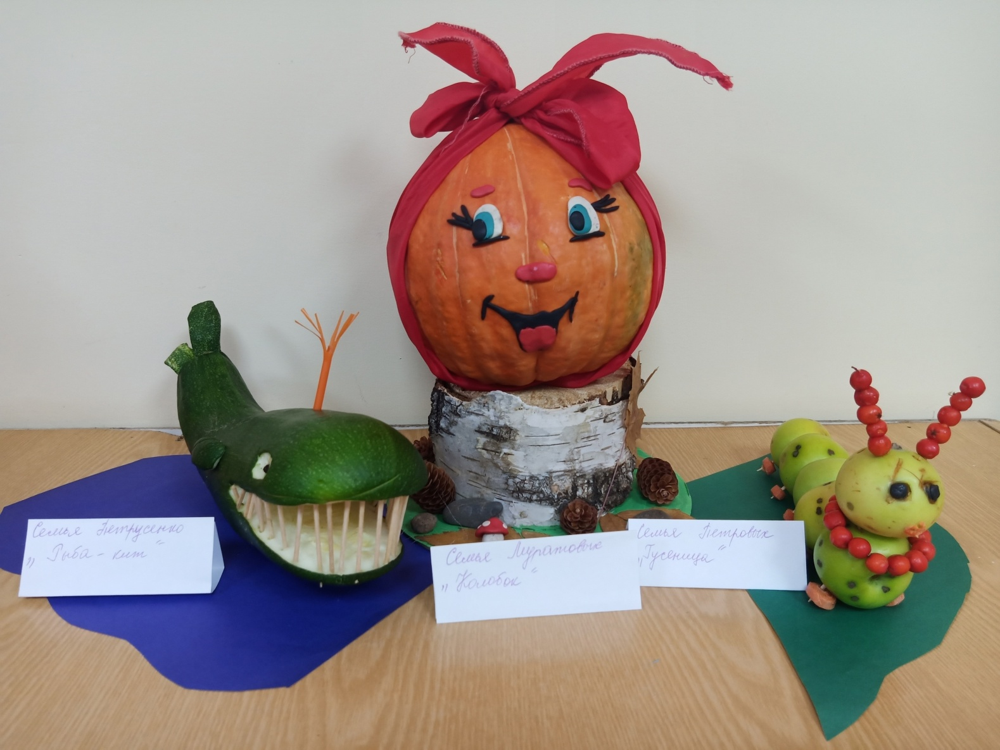 Семья Петрусенко
„Рыба-кит“
Семья Муратовых
„Колобок“
Семья Петровых
„Гусеница“